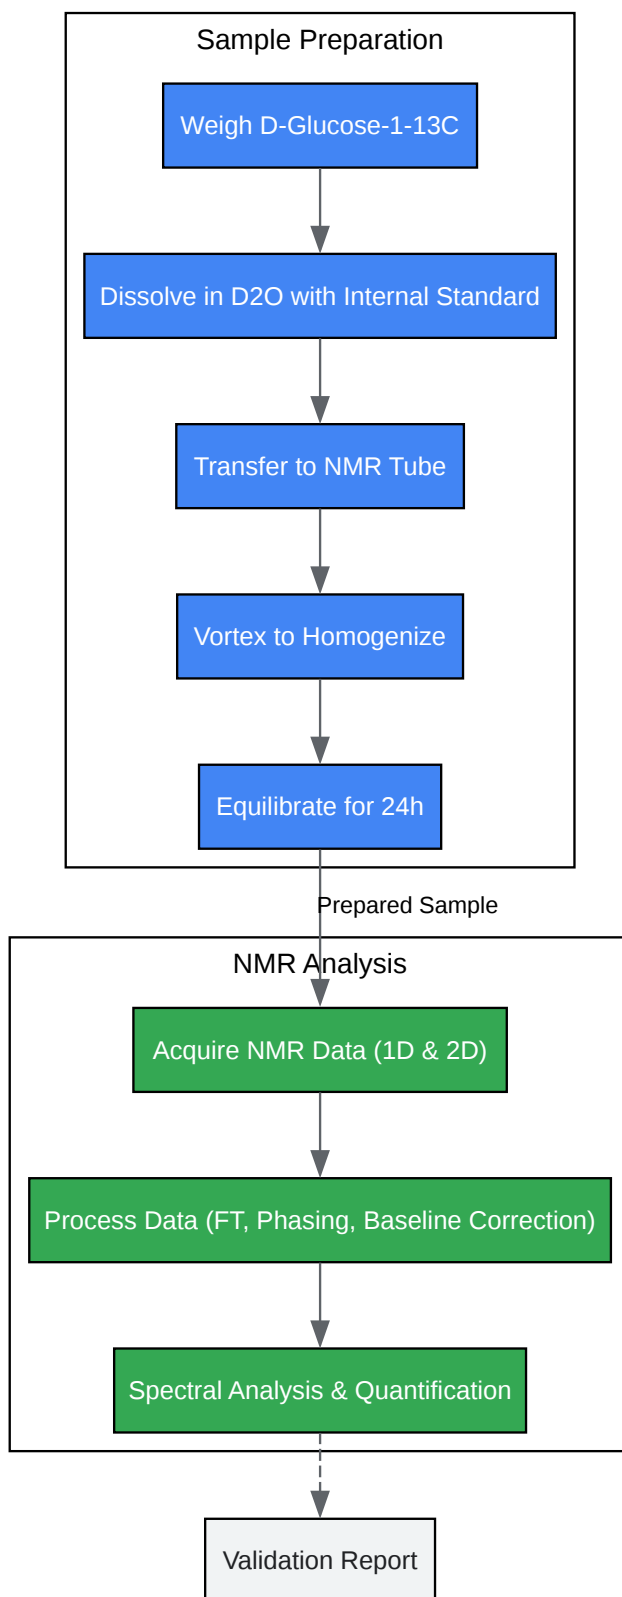 Sample Preparation
Weigh D-Glucose-1-13C
Dissolve in D2O with Internal Standard
Transfer to NMR Tube
Vortex to Homogenize
Equilibrate for 24h
Prepared Sample
NMR Analysis
Acquire NMR Data (1D & 2D)
Process Data (FT, Phasing, Baseline Correction)
Spectral Analysis & Quantification
Validation Report